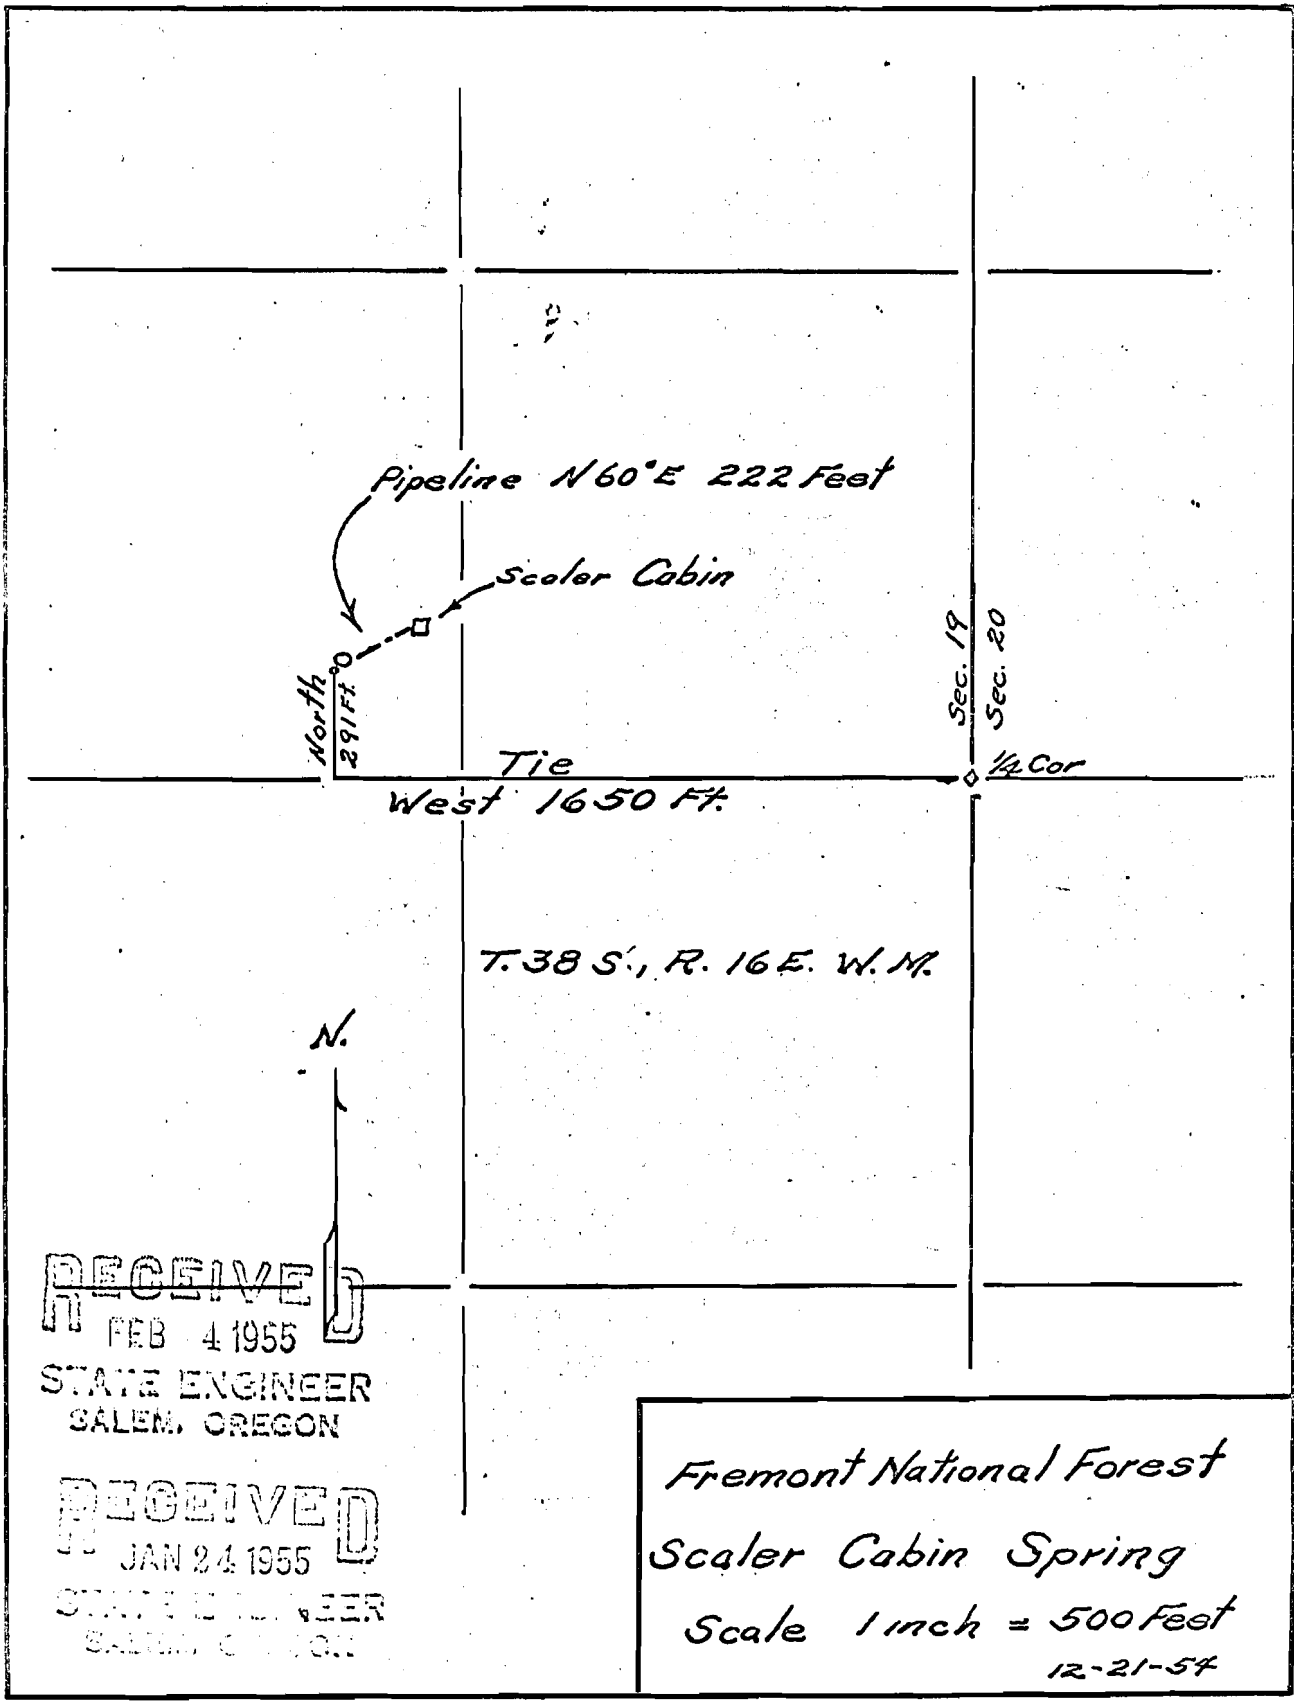 Pipeline N60°E 222 Feet
Scaler Cabin
North
291 Ft.
Sec. 19
Sec. 20
Tie
West 1650 Ft.
1/4 Cor
T. 38 S., R. 16 E. W. M.
N.
RECEIVED
FEB 4 1955
STATE ENGINEER
SALEM, OREGON
RECEIVED
JAN 24 1955
Fremont National Forest
Scaler Cabin Spring
Scale 1 inch = 500 Feet
12-21-54